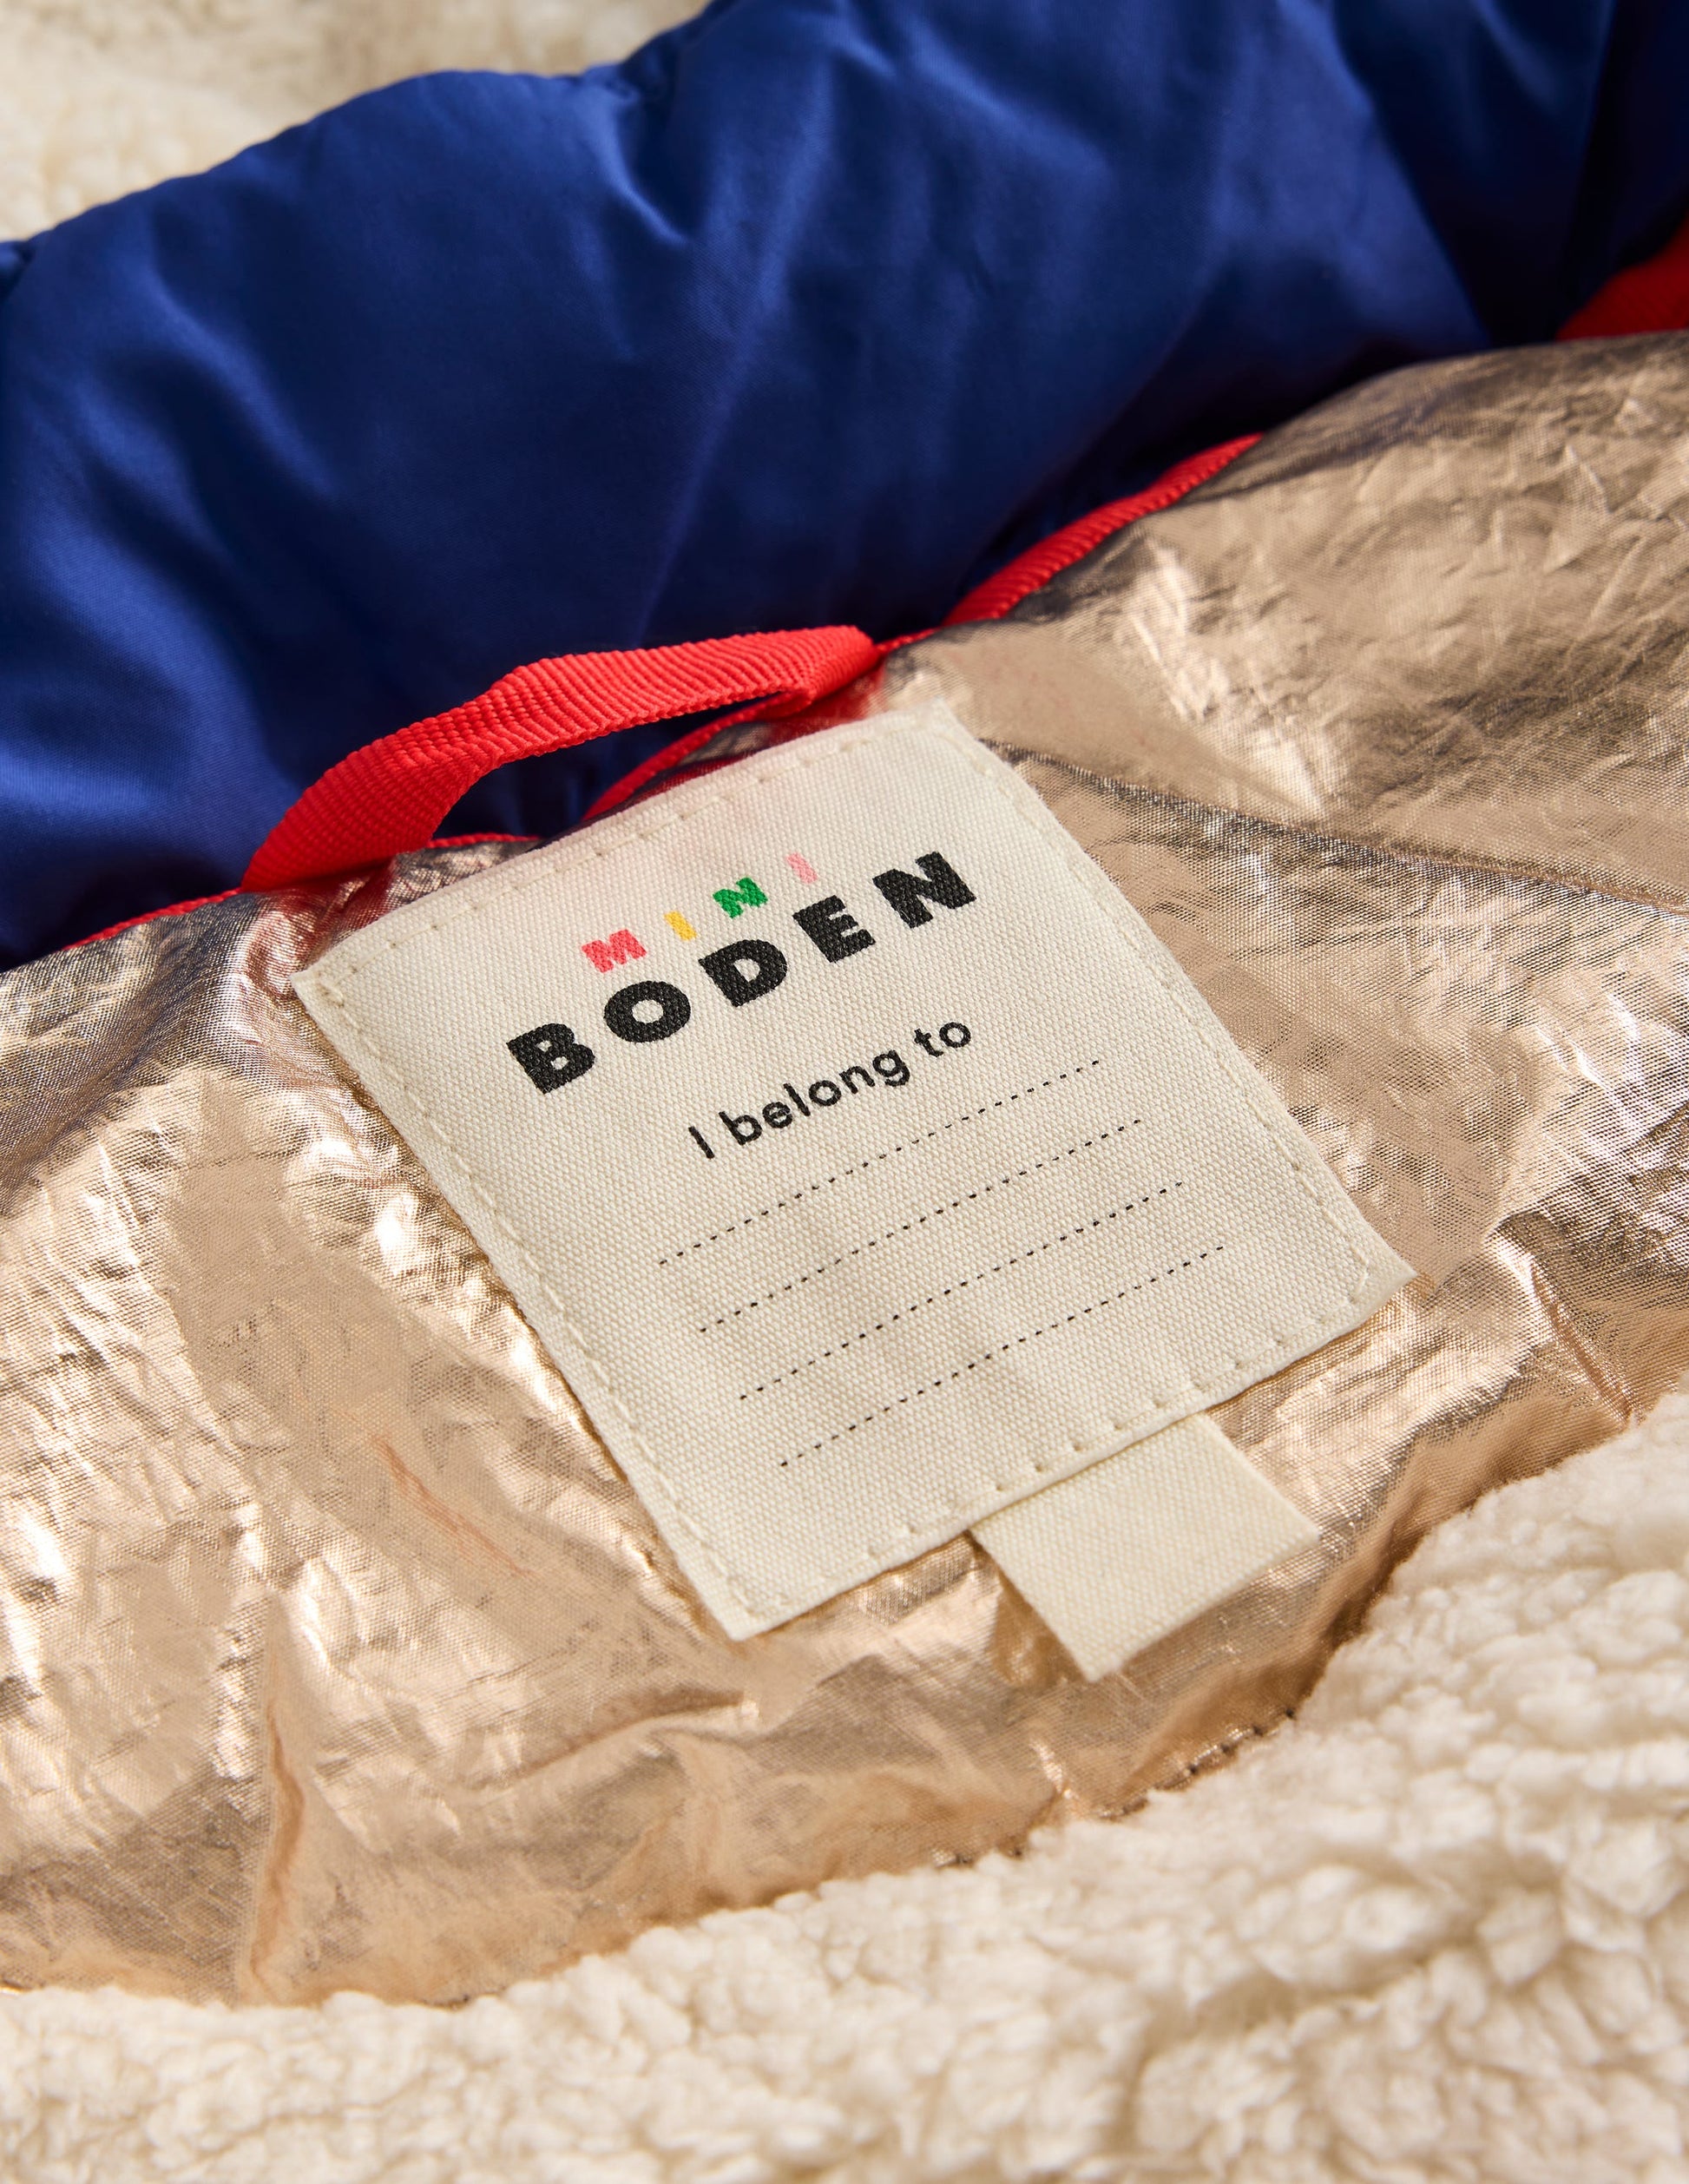 MINI
BODEN
I belong to